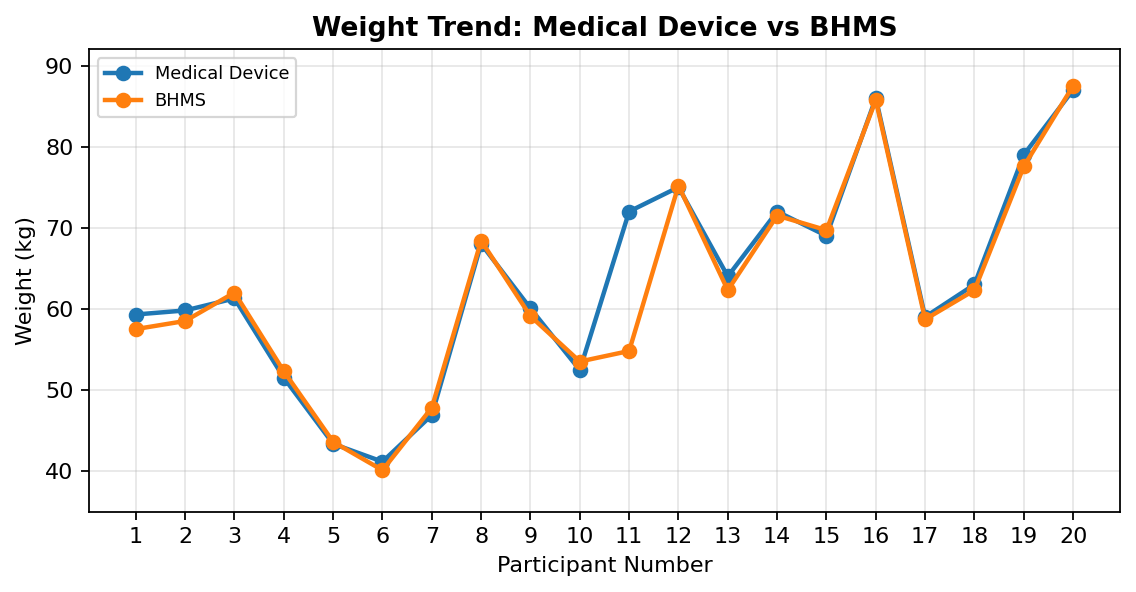 Weight Trend: Medical Device vs BHMS
Medical Device
BHMS
Weight (kg)
90
80
70
60
50
40
1 2 3 4 5 6 7 8 9 10 11 12 13 14 15 16 17 18 19 20
Participant Number